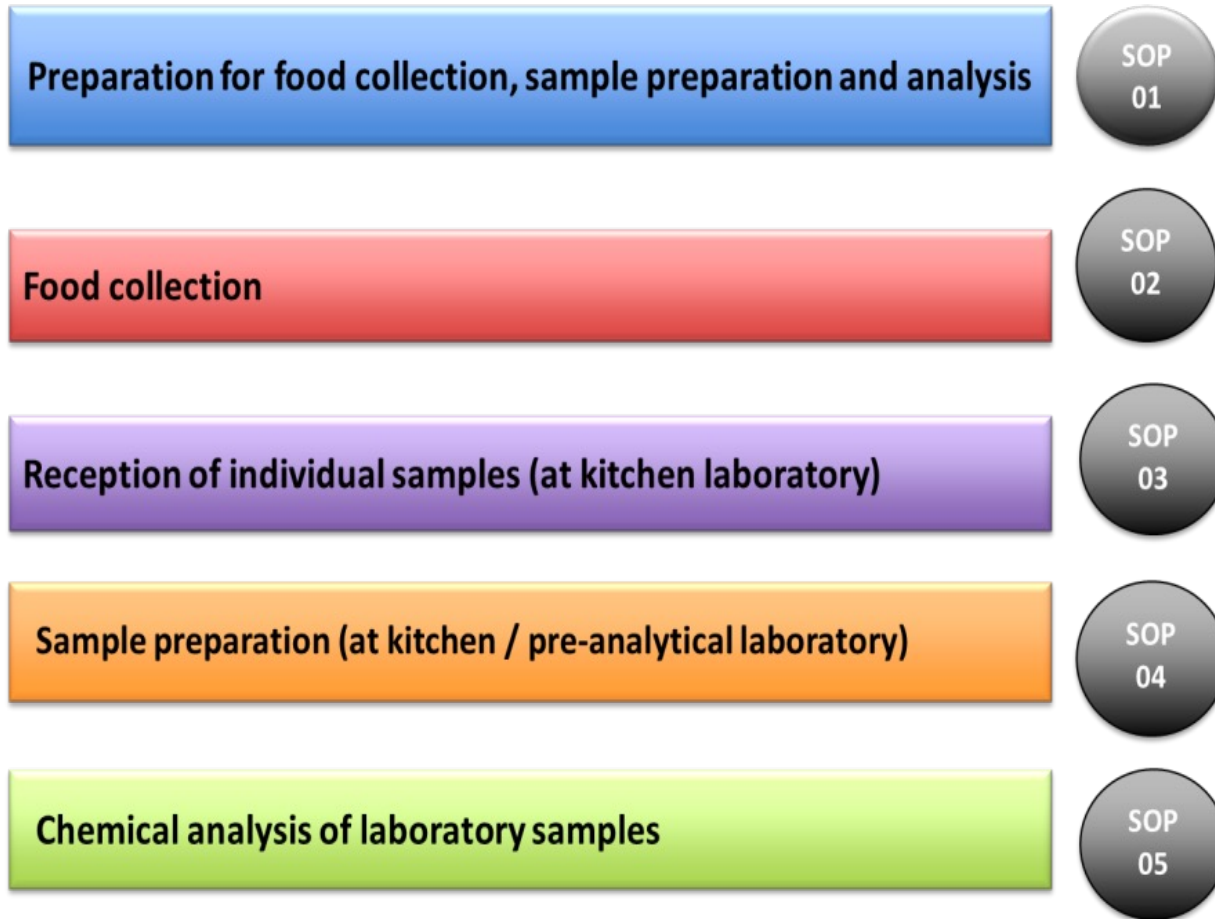 Preparation for food collection, sample preparation and analysis
SOP
01
Food collection
SOP
02
Reception of individual samples (at kitchen laboratory)
SOP
03
Sample preparation (at kitchen / pre-analytical laboratory)
SOP
04
Chemical analysis of laboratory samples
SOP
05